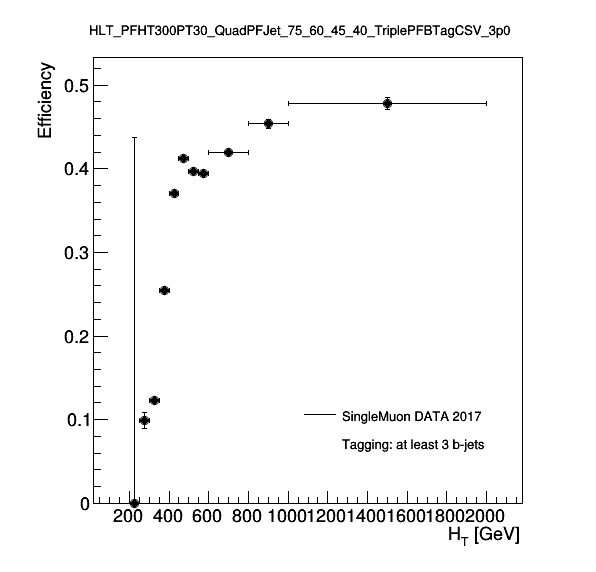 HLT_PFHT300PT30_QuadPFJet_75_60_45_40_TriplePFBTagCSV_3p0
Efficiency
0.5
0.4
0.3
0.2
0.1
0
SingleMuon DATA 2017
Tagging: at least 3 b-jets
200 400 600 800 1000 1200 1400 1600 1800 2000
H_T [GeV]